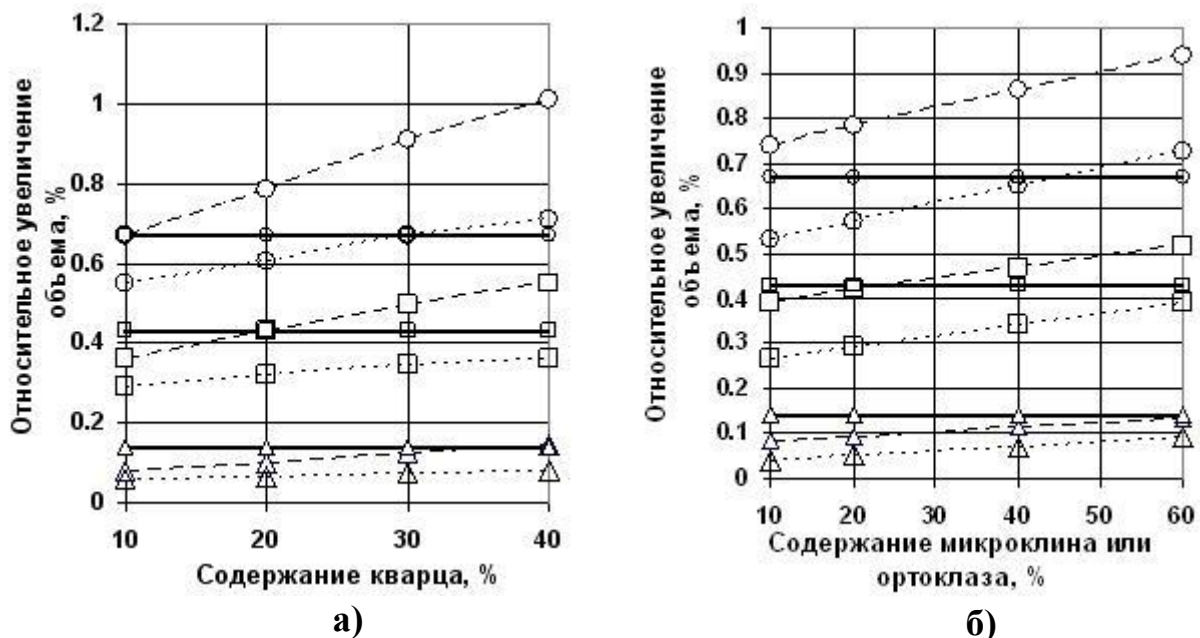 Относительное увеличение
объема, %
1.2
1
0.8
0.6
0.4
0.2
0
10 20 30 40
Содержание кварца, %
а)
Относительное увеличение
объема, %
1
0.9
0.8
0.7
0.6
0.5
0.4
0.3
0.2
0.1
0
10 20 30 40 50 60
Содержание микроклина или
ортоклаза, %
б)